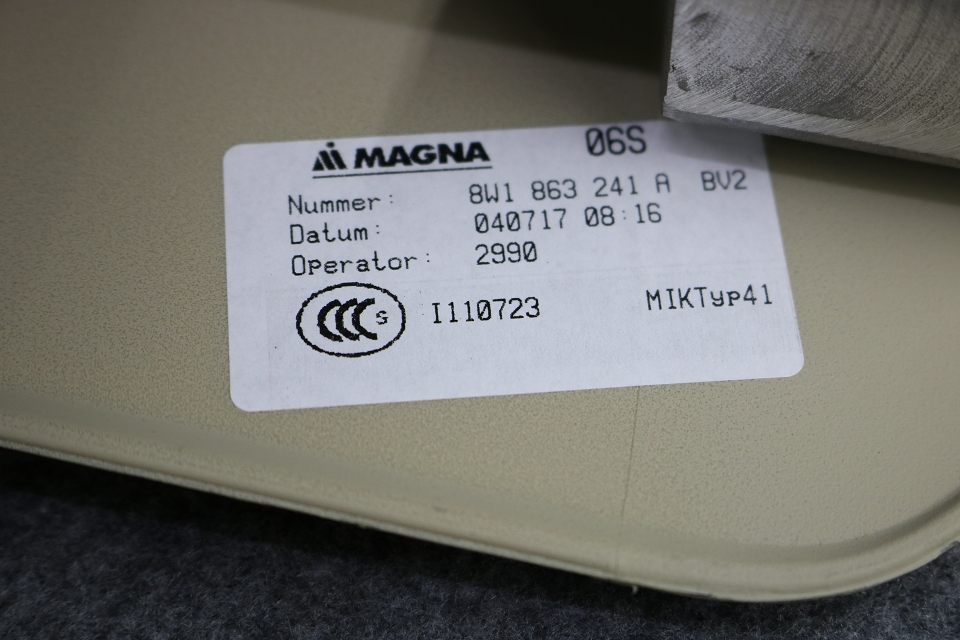 MAGNA 06S
Nummer: 8W1 863 241 A BV2
Datum: 040717 08:16
Operator: 2990
CCC S I110723 MIKTyp41